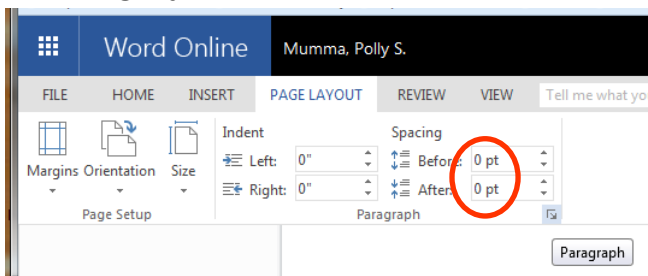 Word Online Mumma, Polly S.
FILE HOME INSERT PAGE LAYOUT REVIEW VIEW Tell me what yo
Indent Spacing
Left: 0" Before: 0 pt
Margins Orientation Size
Right: 0" After: 0 pt
Page Setup Paragraph
Paragraph